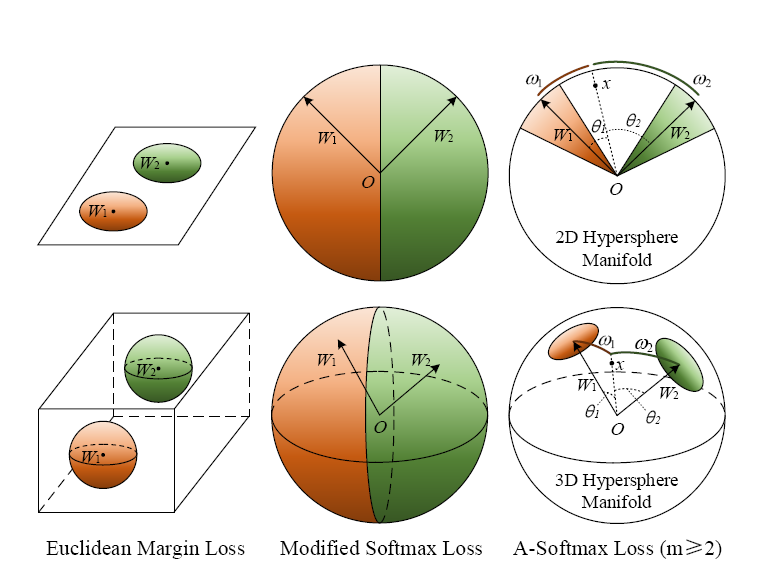 W2
W1
W1
W2
O
ω1
ω2
x
θ1
θ2
W1
W2
O
2D Hypersphere
Manifold
W2
W1
W1
W2
O
ω1
ω2
x
W1
W2
θ1
θ2
O
3D Hypersphere
Manifold
Euclidean Margin Loss
Modified Softmax Loss
A-Softmax Loss (m⩾2)